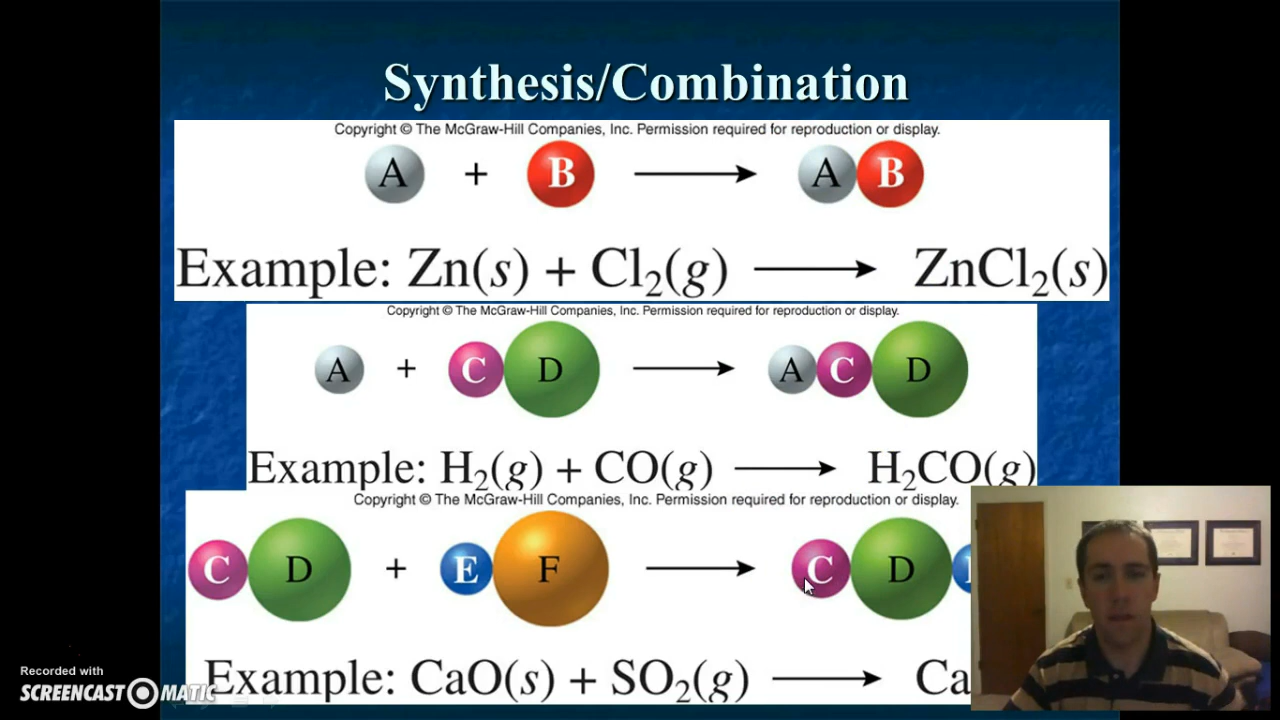 Synthesis/Combination
Copyright © The McGraw-Hill Companies, Inc. Permission required for reproduction or display.
A + B → A B
Example: Zn(s) + Cl₂(g) → ZnCl₂(s)
Copyright © The McGraw-Hill Companies, Inc. Permission required for reproduction or display.
A + C D → A C D
Example: H₂(g) + CO(g) → H₂CO(g)
Copyright © The McGraw-Hill Companies, Inc. Permission required for reproduction or display.
C D + E F → C D
Example: CaO(s) + SO₂(g) → Ca
Recorded with
SCREENCAST MATIC